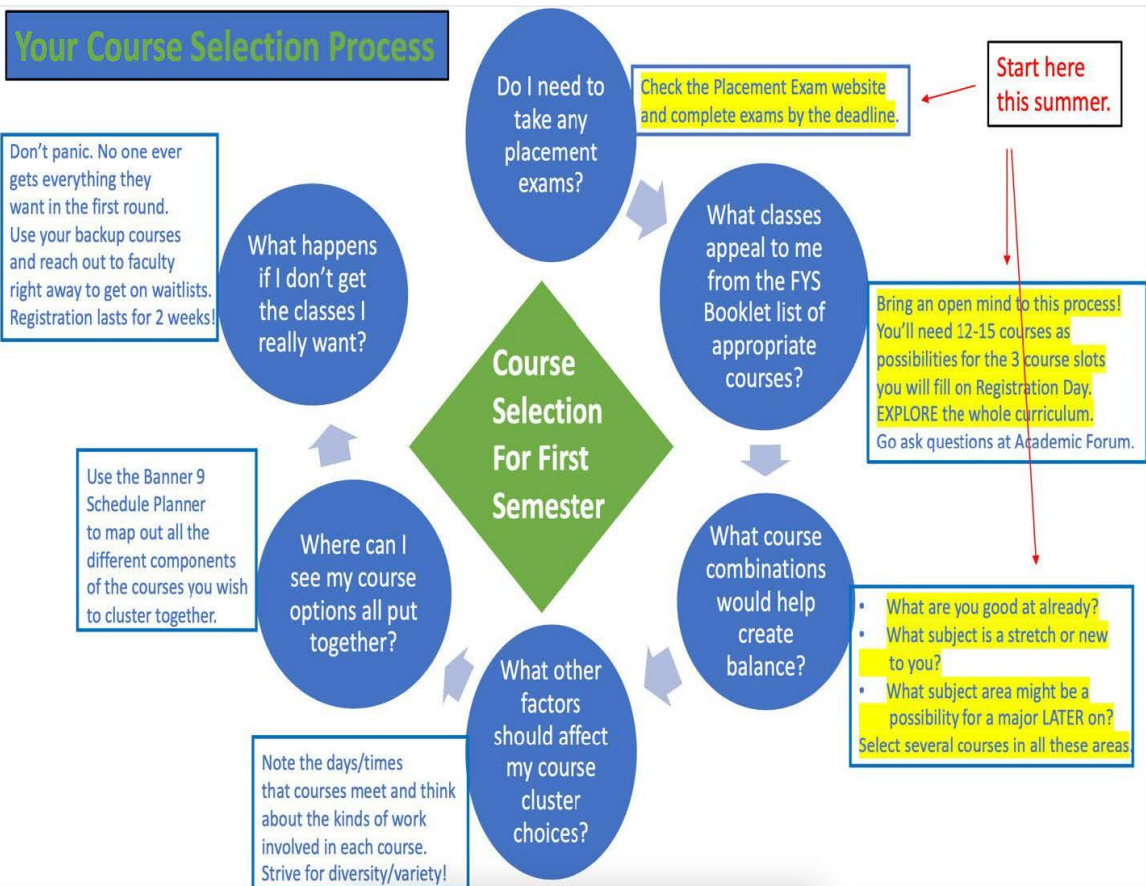 Your Course Selection Process
Do I need to
take any
placement
exams?
Check the Placement Exam website
and complete exams by the deadline.
Start here
this summer.
What classes
appeal to me
from the FYS
Booklet list of
appropriate
courses?
Bring an open mind to this process!
You'll need 12-15 courses as
possibilities for the 3 course slots
you will fill on Registration Day.
EXPLORE the whole curriculum.
Go ask questions at Academic Forum.
What course
combinations
would help
create
balance?
• What are you good at already?
• What subject is a stretch or new
to you?
• What subject area might be a
possibility for a major LATER on?
Select several courses in all these areas.
What other
factors
should affect
my course
cluster
choices?
Note the days/times
that courses meet and think
about the kinds of work
involved in each course.
Strive for diversity/variety!
Where can I
see my course
options all put
together?
Use the Banner 9
Schedule Planner
to map out all the
different components
of the courses you wish
to cluster together.
What happens
if I don't get
the classes I
really want?
Don't panic. No one ever
gets everything they
want in the first round.
Use your backup courses
and reach out to faculty
right away to get on waitlists.
Registration lasts for 2 weeks!
Course
Selection
For First
Semester